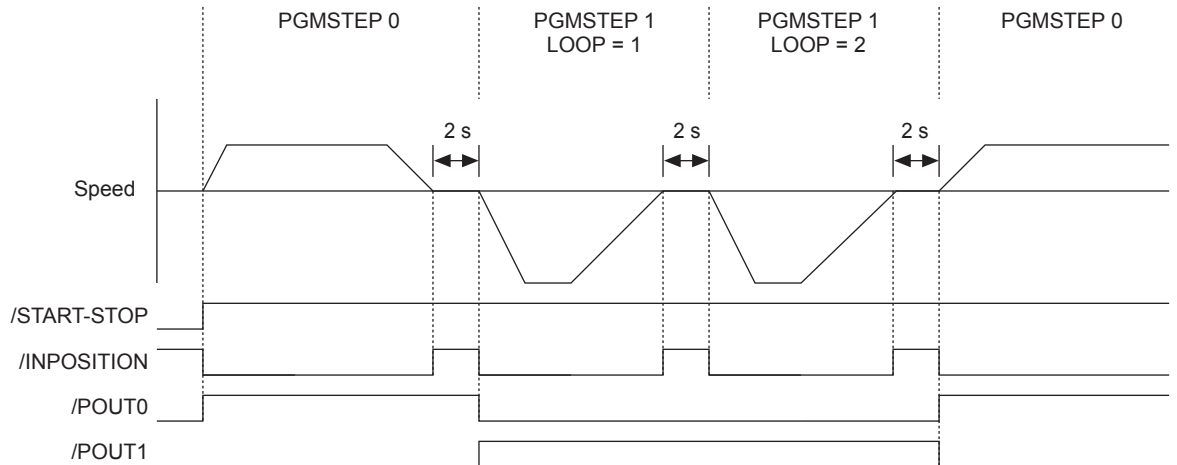 PGMSTEP 0
PGMSTEP 1
LOOP = 1
PGMSTEP 1
LOOP = 2
PGMSTEP 0
2 s
2 s
2 s
Speed
/START-STOP
/INPOSITION
/POUT0
/POUT1